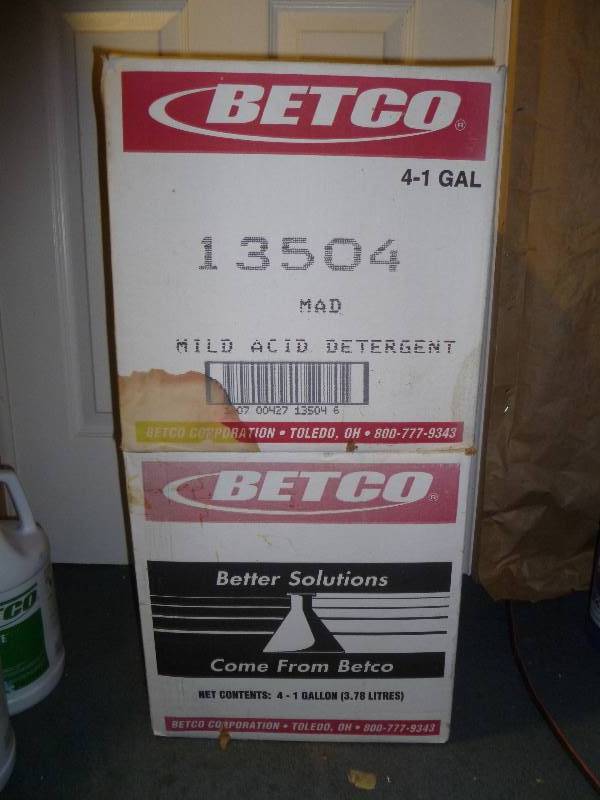 BETCO®
4-1 GAL
13504
MAD
MILD ACID DETERGENT
07 00427 13504 6
BETCO CORPORATION • TOLEDO, OH • 800-777-9343
BETCO®
Better Solutions
Come From Betco
NET CONTENTS: 4 - 1 GALLON (3.78 LITRES)
BETCO CORPORATION • TOLEDO, OH • 800-777-9343